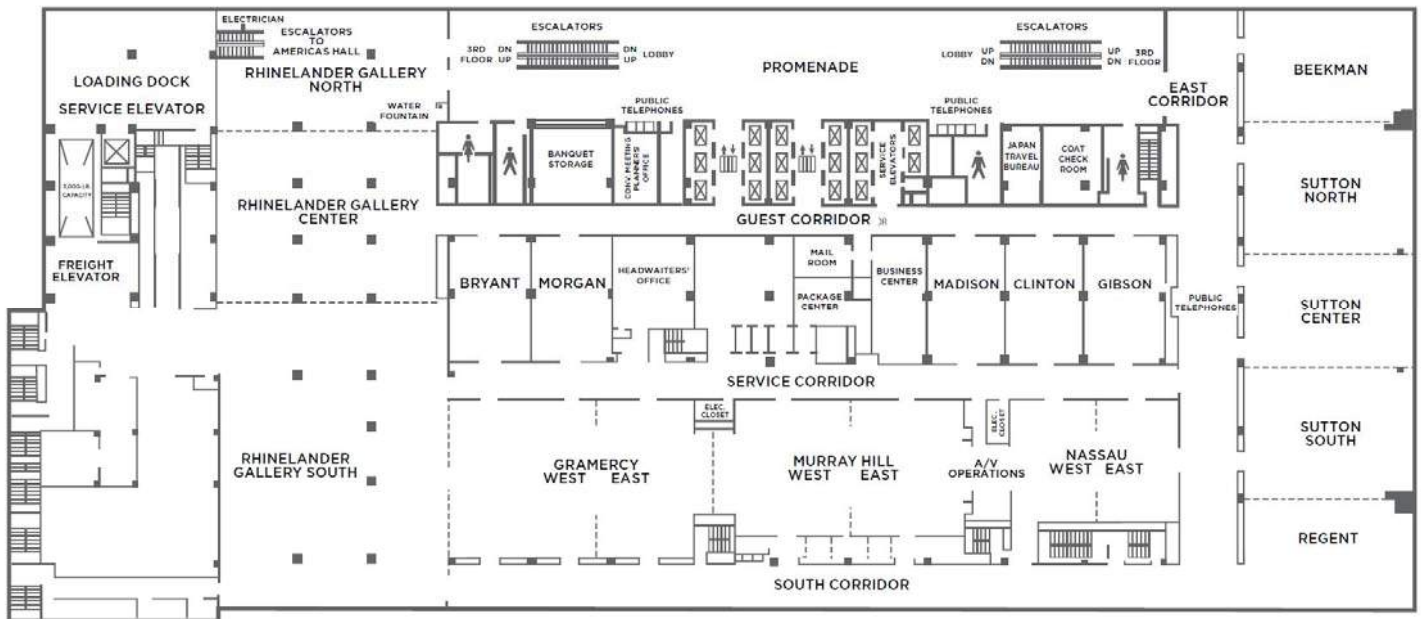 ELECTRICIAN
ESCALATORS
TO
AMERICAS HALL
ESCALATORS
3RD
FLOOR
DN
UP
DN
UP
LOBBY
ESCALATORS
LOBBY
UP
DN
UP
DN
3RD
FLOOR
LOADING DOCK
SERVICE ELEVATOR
RHINELANDER GALLERY
NORTH
WATER
FOUNTAIN
PROMENADE
PUBLIC
TELEPHONES
PUBLIC
TELEPHONES
EAST
CORRIDOR
BEEKMAN
BANQUET
STORAGE
CONV. MEETING
PLANNERS'
OFFICE
SERVICE
ELEVATORS
JAPAN
TRAVEL
BUREAU
COAT
CHECK
ROOM
CAPACITY
RHINELANDER GALLERY
CENTER
GUEST CORRIDOR
SUTTON
NORTH
FREIGHT
ELEVATOR
BRYANT
MORGAN
HEADWAITERS'
OFFICE
MAIL
ROOM
PACKAGE
CENTER
BUSINESS
CENTER
MADISON
CLINTON
GIBSON
PUBLIC
TELEPHONES
SUTTON
CENTER
SERVICE CORRIDOR
ELEC.
CLOSET
ELEC.
CLOSET
RHINELANDER
GALLERY SOUTH
GRAMERCY
WEST EAST
MURRAY HILL
WEST EAST
A/V
OPERATIONS
NASSAU
WEST EAST
SUTTON
SOUTH
REGENT
SOUTH CORRIDOR